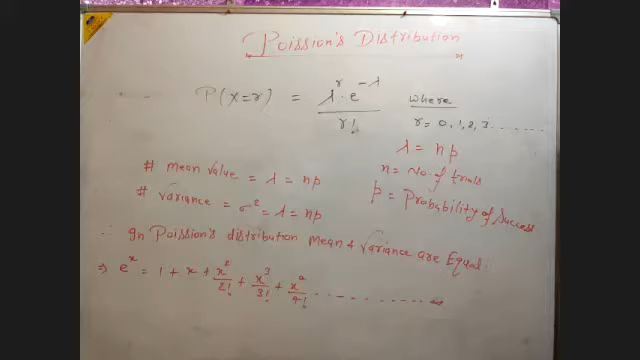 Poission's Distribution
P(x=r) = λ^r · e^-λ / r!
where
r = 0, 1, 2, 3 .......
λ = np
n = No. of trials
p = Probability of Success
# Mean value = λ = np
# Variance = σ² = λ = np
∴ In Poission's distribution Mean & Variance are Equal.
⇒ e^x = 1 + x + x²/2! + x³/3! + x⁴/4! ............ ∞